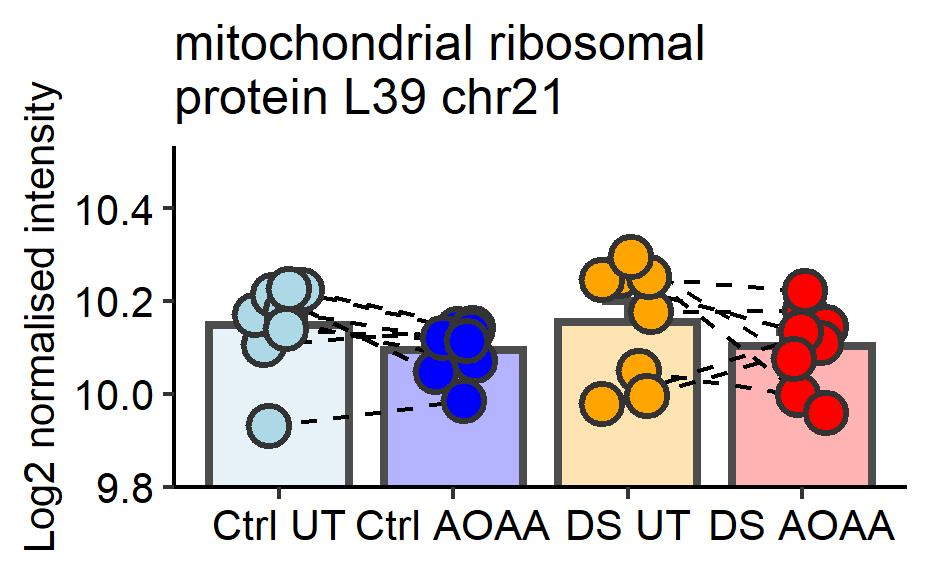 mitochondrial ribosomal
protein L39 chr21
Log2 normalised intensity
10.4
10.2
10.0
9.8
Ctrl UT Ctrl AOAA DS UT DS AOAA